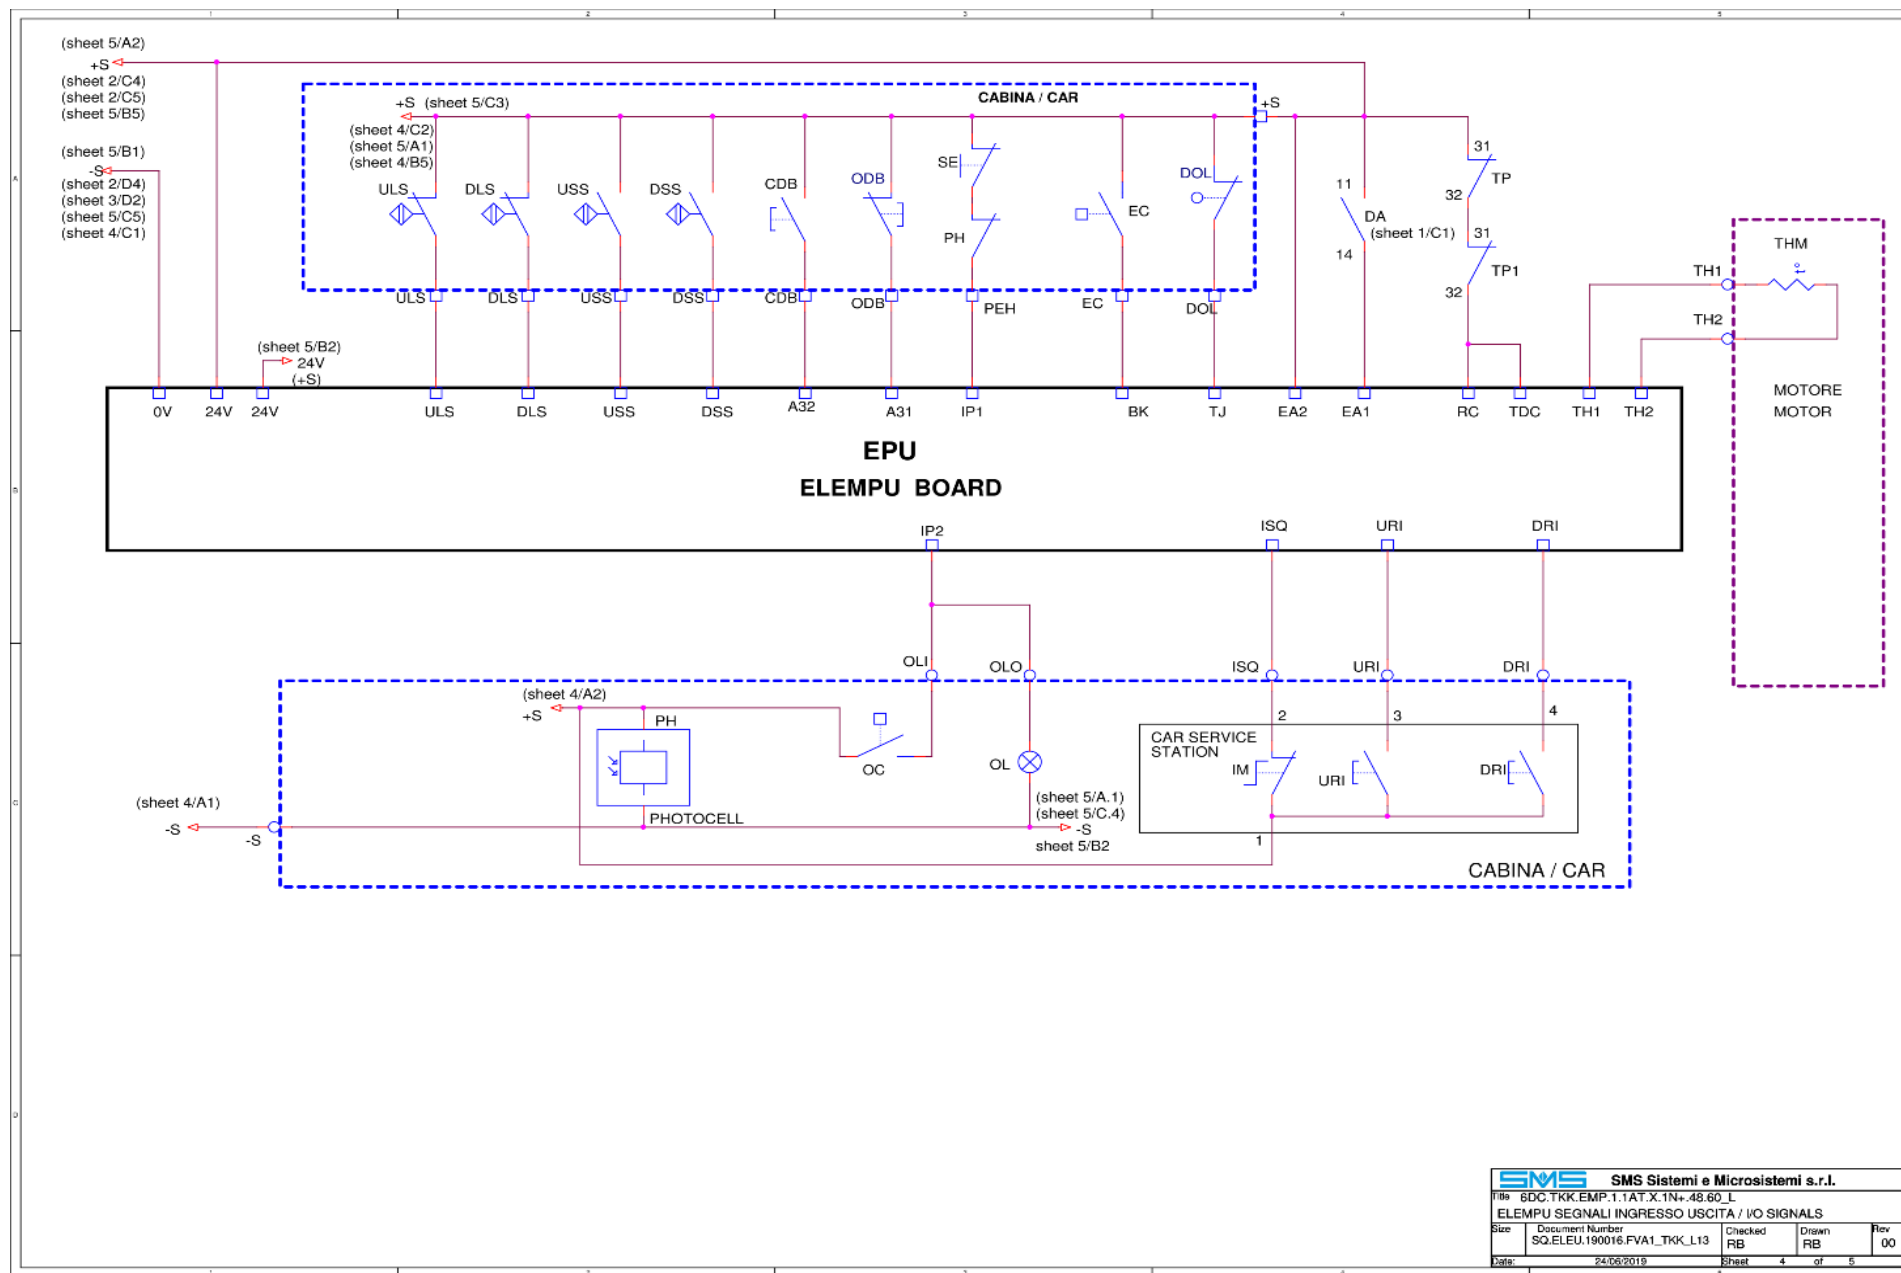 1 2 3 4 5
(sheet 5/A2)
+S
(sheet 2/C4)
(sheet 2/C5)
(sheet 5/B5)
(sheet 5/B1)
-S
(sheet 2/D4)
(sheet 3/D2)
(sheet 5/C5)
(sheet 4/C1)
CABINA / CAR
+S (sheet 5/C3)
(sheet 4/C2)
(sheet 5/A1)
(sheet 4/B5)
+S
ULS DLS USS DSS CDB ODB SE PH EC DOL
11
DA
(sheet 1/C1)
14
31
TP
32
31
TP1
32
THM
t°
TH1
TH2
MOTORE
MOTOR
ULS DLS USS DSS CDB ODB PEH EC DOL
(sheet 5/B2)
24V
(+S)
0V 24V 24V ULS DLS USS DSS A32 A31 IP1 BK TJ EA2 EA1 RC TDC TH1 TH2
EPU
ELEMPU BOARD
IP2 ISQ URI DRI
OLI OLO ISQ URI DRI
(sheet 4/A2)
+S
PH
PHOTOCELL
OC
OL
(sheet 4/A1)
-S
-S
(sheet 5/A.1)
(sheet 5/C.4)
-S
sheet 5/B2
2 3 4
CAR SERVICE
STATION
IM URI DRI
1
CABINA / CAR
A
B
C
D
SMS SMS Sistemi e Microsistemi s.r.l.
Title 6DC.TKK.EMP.1.1AT.X.1N+.48.60_L
ELEMPU SEGNALI INGRESSO USCITA / I/O SIGNALS
Size Document Number Checked Drawn Rev
SQ.ELEU.190016.FVA1_TKK_L13 RB RB 00
Date: 24/06/2019 Sheet 4 of 5